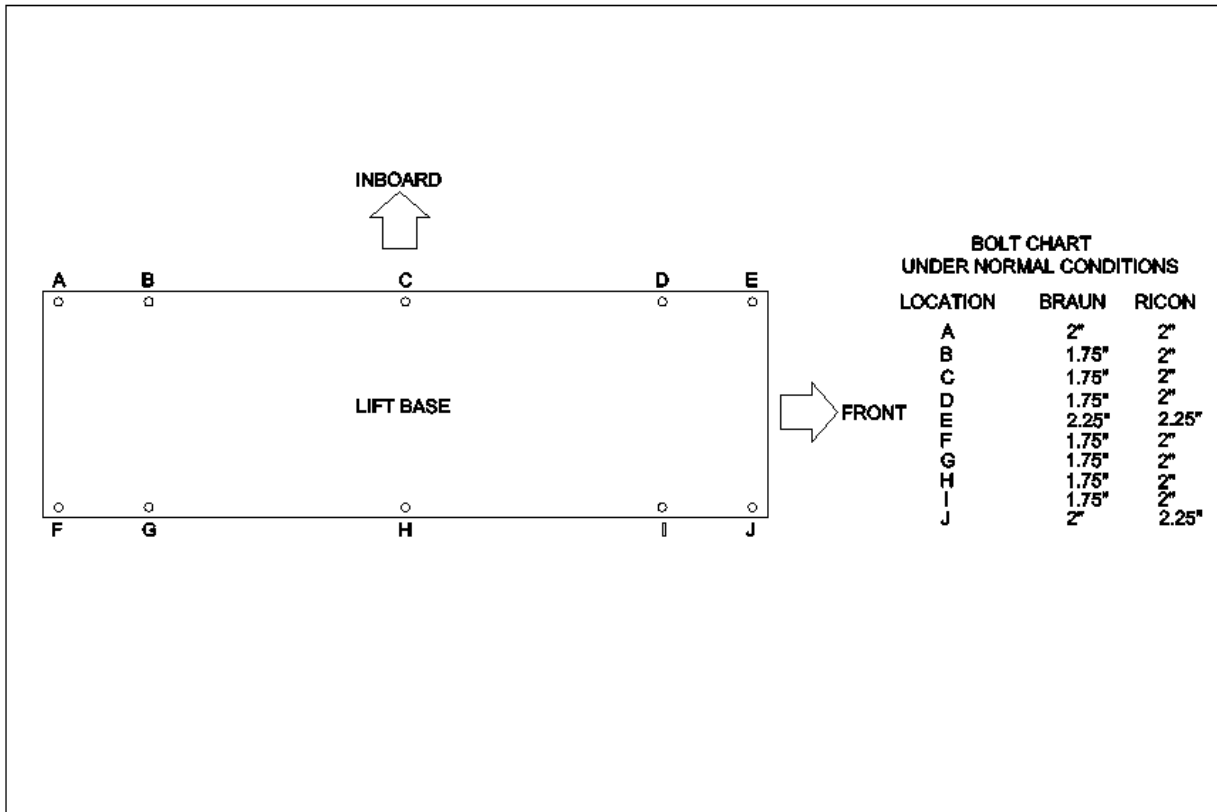 INBOARD
A B C D E
LIFT BASE
FRONT
F G H I J
BOLT CHART
UNDER NORMAL CONDITIONS
LOCATION BRAUN RICON
A 2" 2"
B 1.75" 2"
C 1.75" 2"
D 1.75" 2"
E 2.25" 2.25"
F 1.75" 2"
G 1.75" 2"
H 1.75" 2"
I 1.75" 2"
J 2" 2.25"